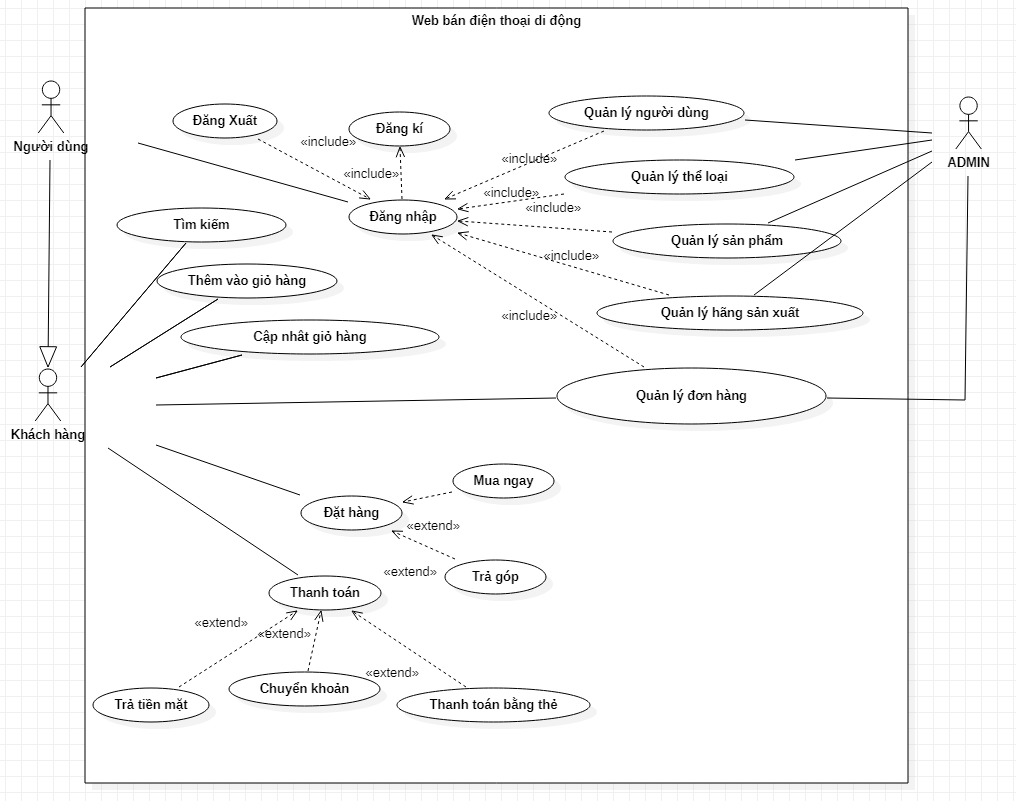 Web bán điện thoại di động
Đăng Xuất
Đăng kí
Quản lý người dùng
Người dùng
ADMIN
«include»
«include»
«include»
Quản lý thể loại
«include»
«include»
Đăng nhập
Tìm kiếm
Quản lý sản phẩm
«include»
Thêm vào giỏ hàng
Quản lý hãng sản xuất
«include»
Cập nhât giỏ hàng
Quản lý đơn hàng
Khách hàng
Mua ngay
Đặt hàng
«extend»
«extend»
Trả góp
Thanh toán
«extend»
«extend»
«extend»
Chuyển khoản
Trả tiền mặt
Thanh toán bằng thẻ